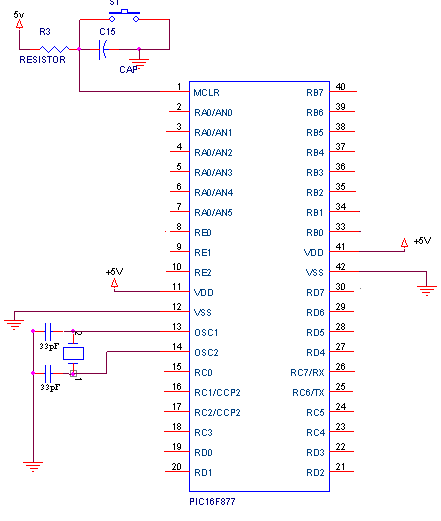 S1
5v
R3
C15
RESISTOR
CAP
1 MCLR RB7 40
2 RA0/AN0 RB6 39
3 RA0/AN1 RB5 38
4 RA0/AN2 RB4 37
5 RA0/AN3 RB3 36
6 RA0/AN4 RB2 35
7 RA0/AN5 RB1 34
8 RE0 RB0 33
9 RE1 VDD 41
+5V
10 RE2 VSS 42
+5V
11 VDD RD7 30
12 VSS RD6 29
13 OSC1 RD5 28
2
33pF
14 OSC2 RD4 27
1
33pF
15 RC0 RC7/RX 26
16 RC1/CCP2 RC6/TX 25
17 RC2/CCP2 RC5 24
18 RC3 RC4 23
19 RD0 RD3 22
20 RD1 RD2 21
PIC16F877